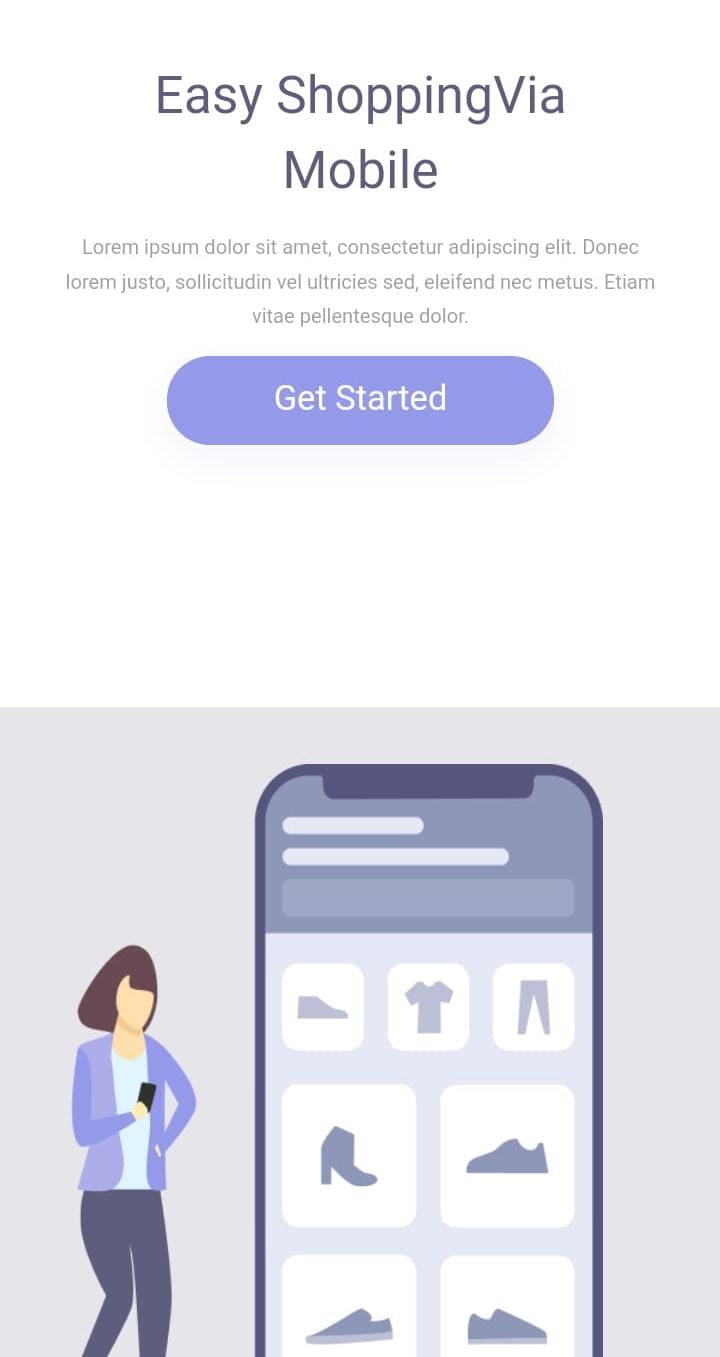 Easy ShoppingVia
Mobile
Lorem ipsum dolor sit amet, consectetur adipiscing elit. Donec
lorem justo, sollicitudin vel ultricies sed, eleifend nec metus. Etiam
vitae pellentesque dolor.
Get Started